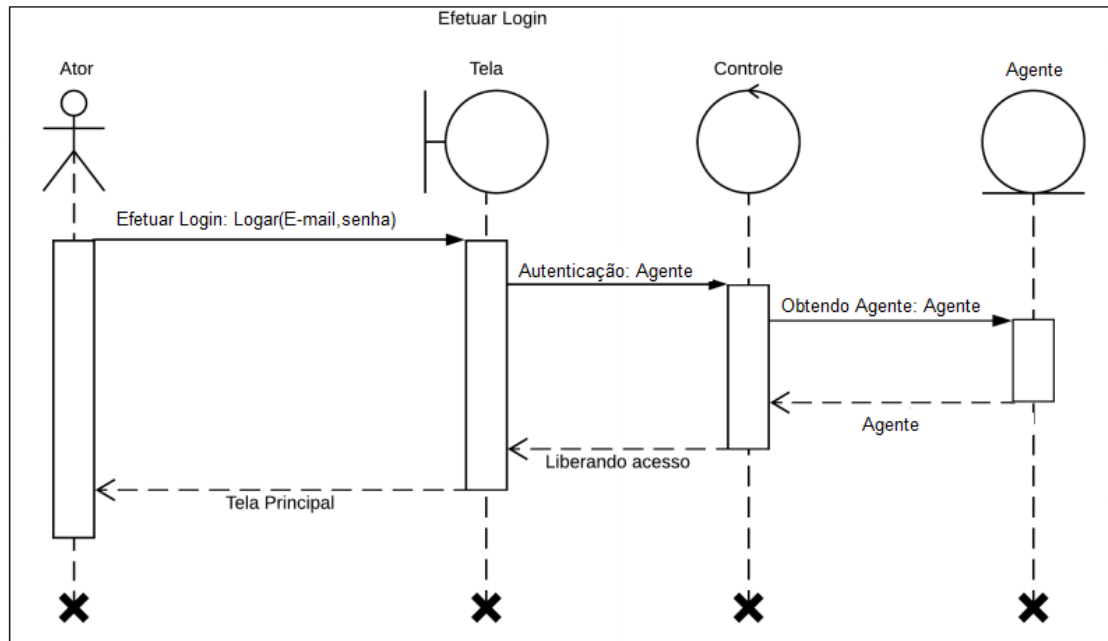 Efetuar Login
Ator
Tela
Controle
Agente
Efetuar Login: Logar(E-mail,senha)
Autenticação: Agente
Obtendo Agente: Agente
Agente
Liberando acesso
Tela Principal